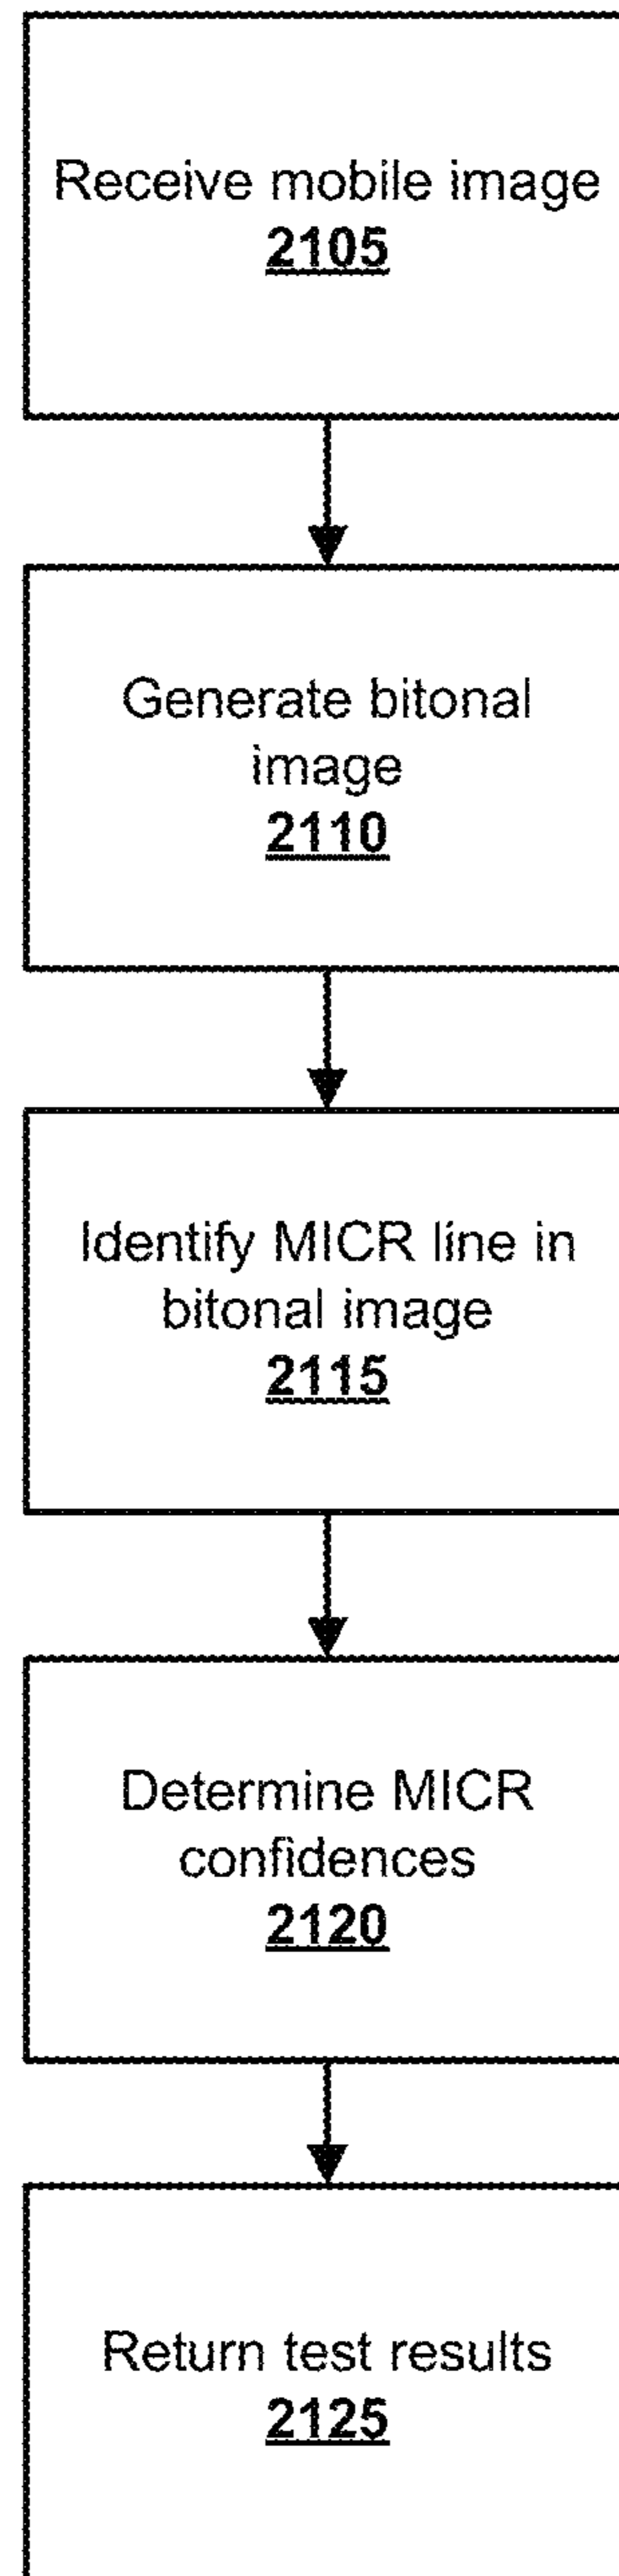 Receive mobile image
2105
Generate bitonal
image
2110
Identify MICR line in
bitonal image
2115
Determine MICR
confidences
2120
Return test results
2125